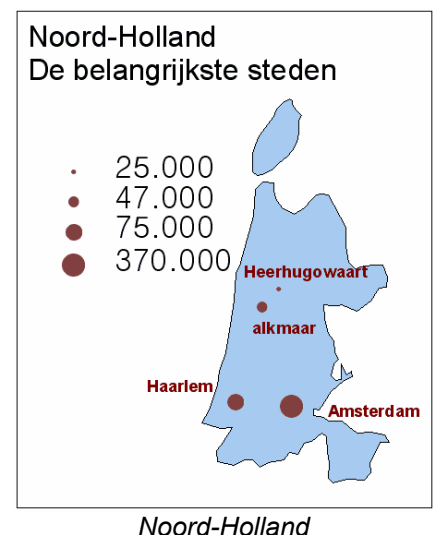 Noord-Holland
De belangrijkste steden
25.000
47.000
75.000
370.000
Heerhugowaart
alkmaar
Haarlem
Amsterdam
Noord-Holland